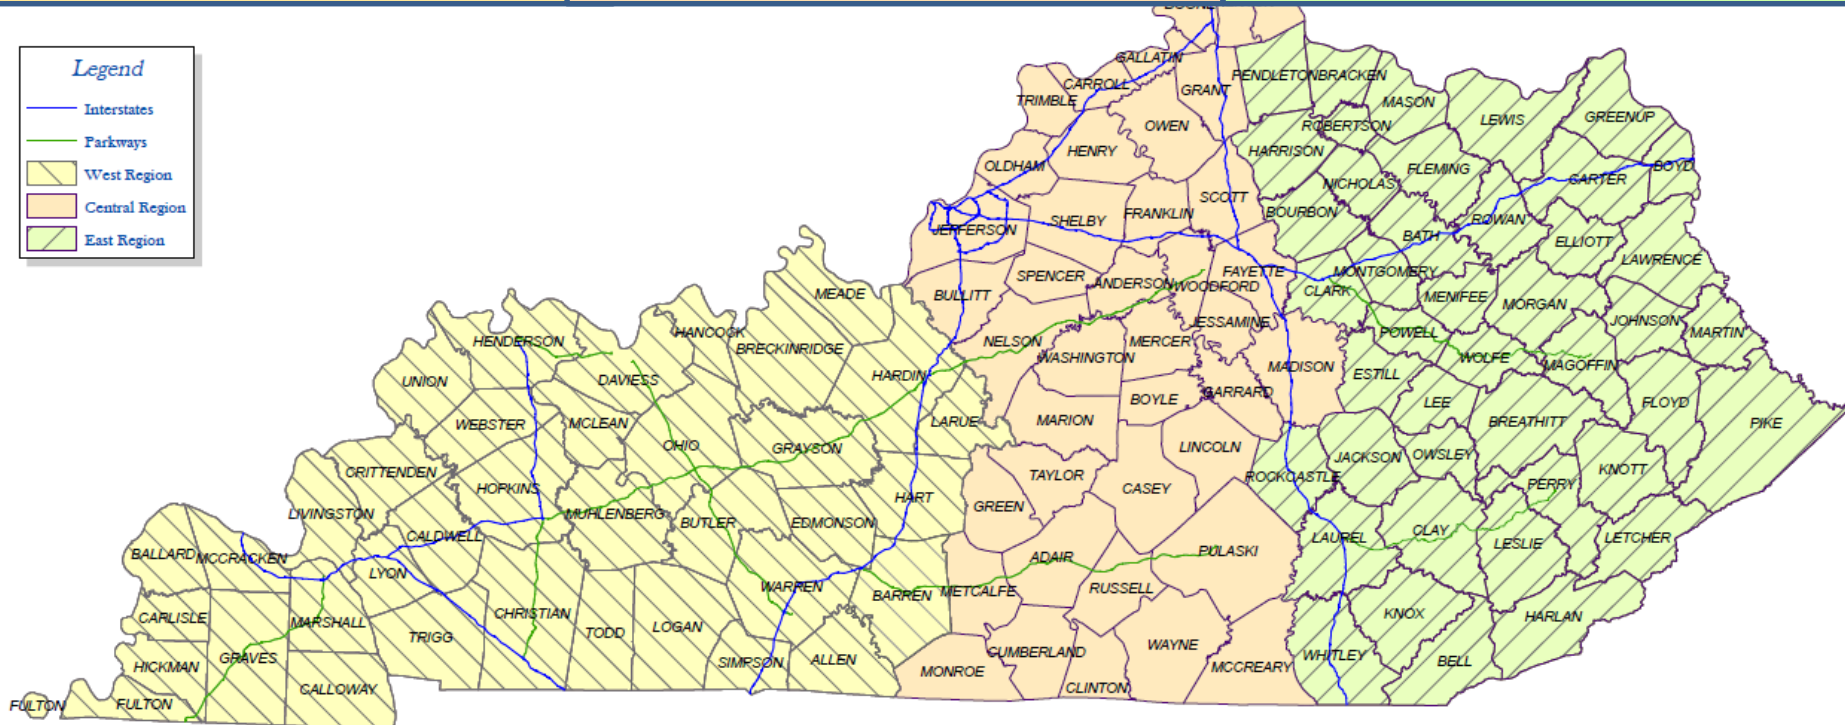 BOONE
Legend
Interstates
Parkways
West Region
Central Region
East Region
GALLATIN
CARROLL
TRIMBLE
GRANT
PENDLETON
BRACKEN
MASON
LEWIS
GREENUP
OWEN
ROBERTSON
HENRY
HARRISON
OLDHAM
FLEMING
BOYD
CARTER
NICHOLAS
SCOTT
SHELBY
FRANKLIN
BOURBON
ROWAN
JEFFERSON
BATH
ELLIOTT
LAWRENCE
SPENCER
ANDERSON
WOODFORD
FAYETTE
MONTGOMERY
CLARK
MENIFEE
MORGAN
MEADE
BULLITT
JESSAMINE
JOHNSON
MARTIN
HANCOCK
HENDERSON
BRECKINRIDGE
NELSON
WASHINGTON
MERCER
POWELL
WOLFE
MAGOFFIN
UNION
DAVIESS
HARDIN
MADISON
ESTILL
BOYLE
GARRARD
LEE
FLOYD
WEBSTER
MCLEAN
LARUE
MARION
BREATHITT
PIKE
OHIO
GRAYSON
LINCOLN
JACKSON
OWSLEY
CRITTENDEN
TAYLOR
ROCKCASTLE
KNOTT
HOPKINS
HART
GREEN
CASEY
PERRY
LIVINGSTON
MUHLENBERG
BUTLER
EDMONSON
CALDWELL
LAUREL
CLAY
LESLIE
LETCHER
BALLARD
MCCRACKEN
LYON
ADAIR
PULASKI
WARREN
BARREN
METCALFE
RUSSELL
CARLISLE
MARSHALL
CHRISTIAN
KNOX
HARLAN
TRIGG
TODD
LOGAN
WAYNE
HICKMAN
GRAVES
SIMPSON
ALLEN
MONROE
CUMBERLAND
MCCREARY
WHITLEY
BELL
CALLOWAY
CLINTON
FULTON
FULTON